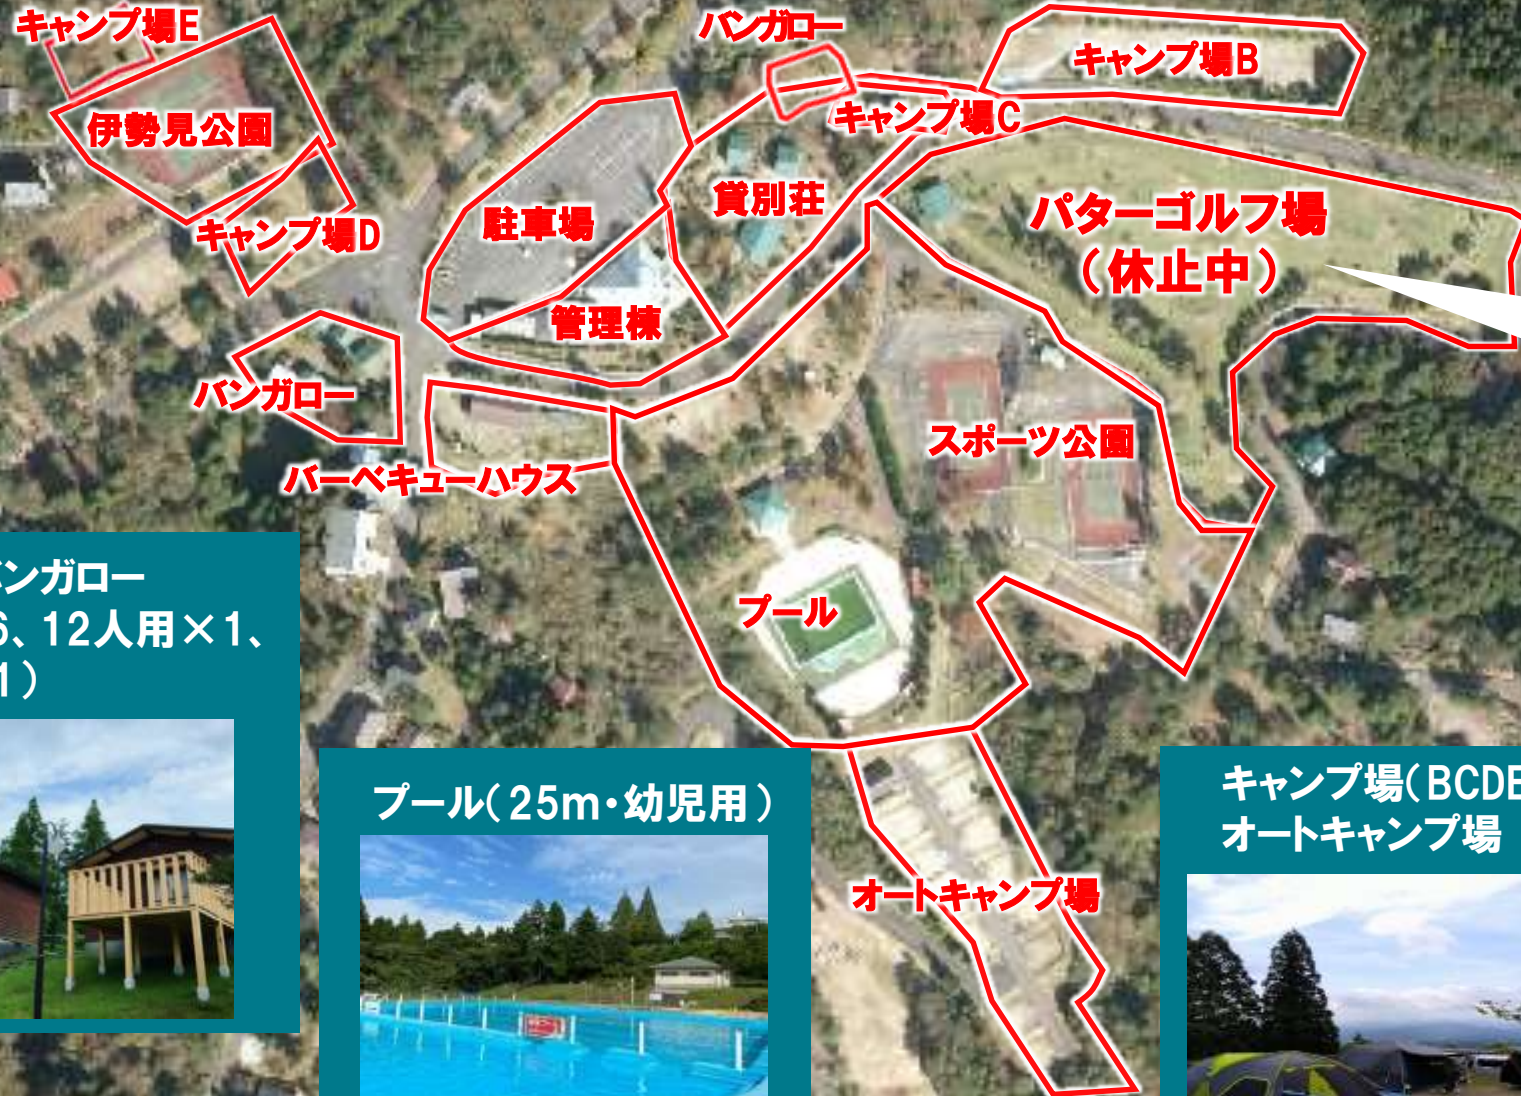 キャンプ場E
バンガロー
キャンプ場B
キャンプ場C
伊勢見公園
貸別荘
パターゴルフ場
(休止中)
駐車場
キャンプ場D
管理棟
バンガロー
スポーツ公園
バーベキューハウス
プール
オートキャンプ場
バンガロー
6、12人用×1、
1)
プール(25m・幼児用)
キャンプ場(BCDE
オートキャンプ場